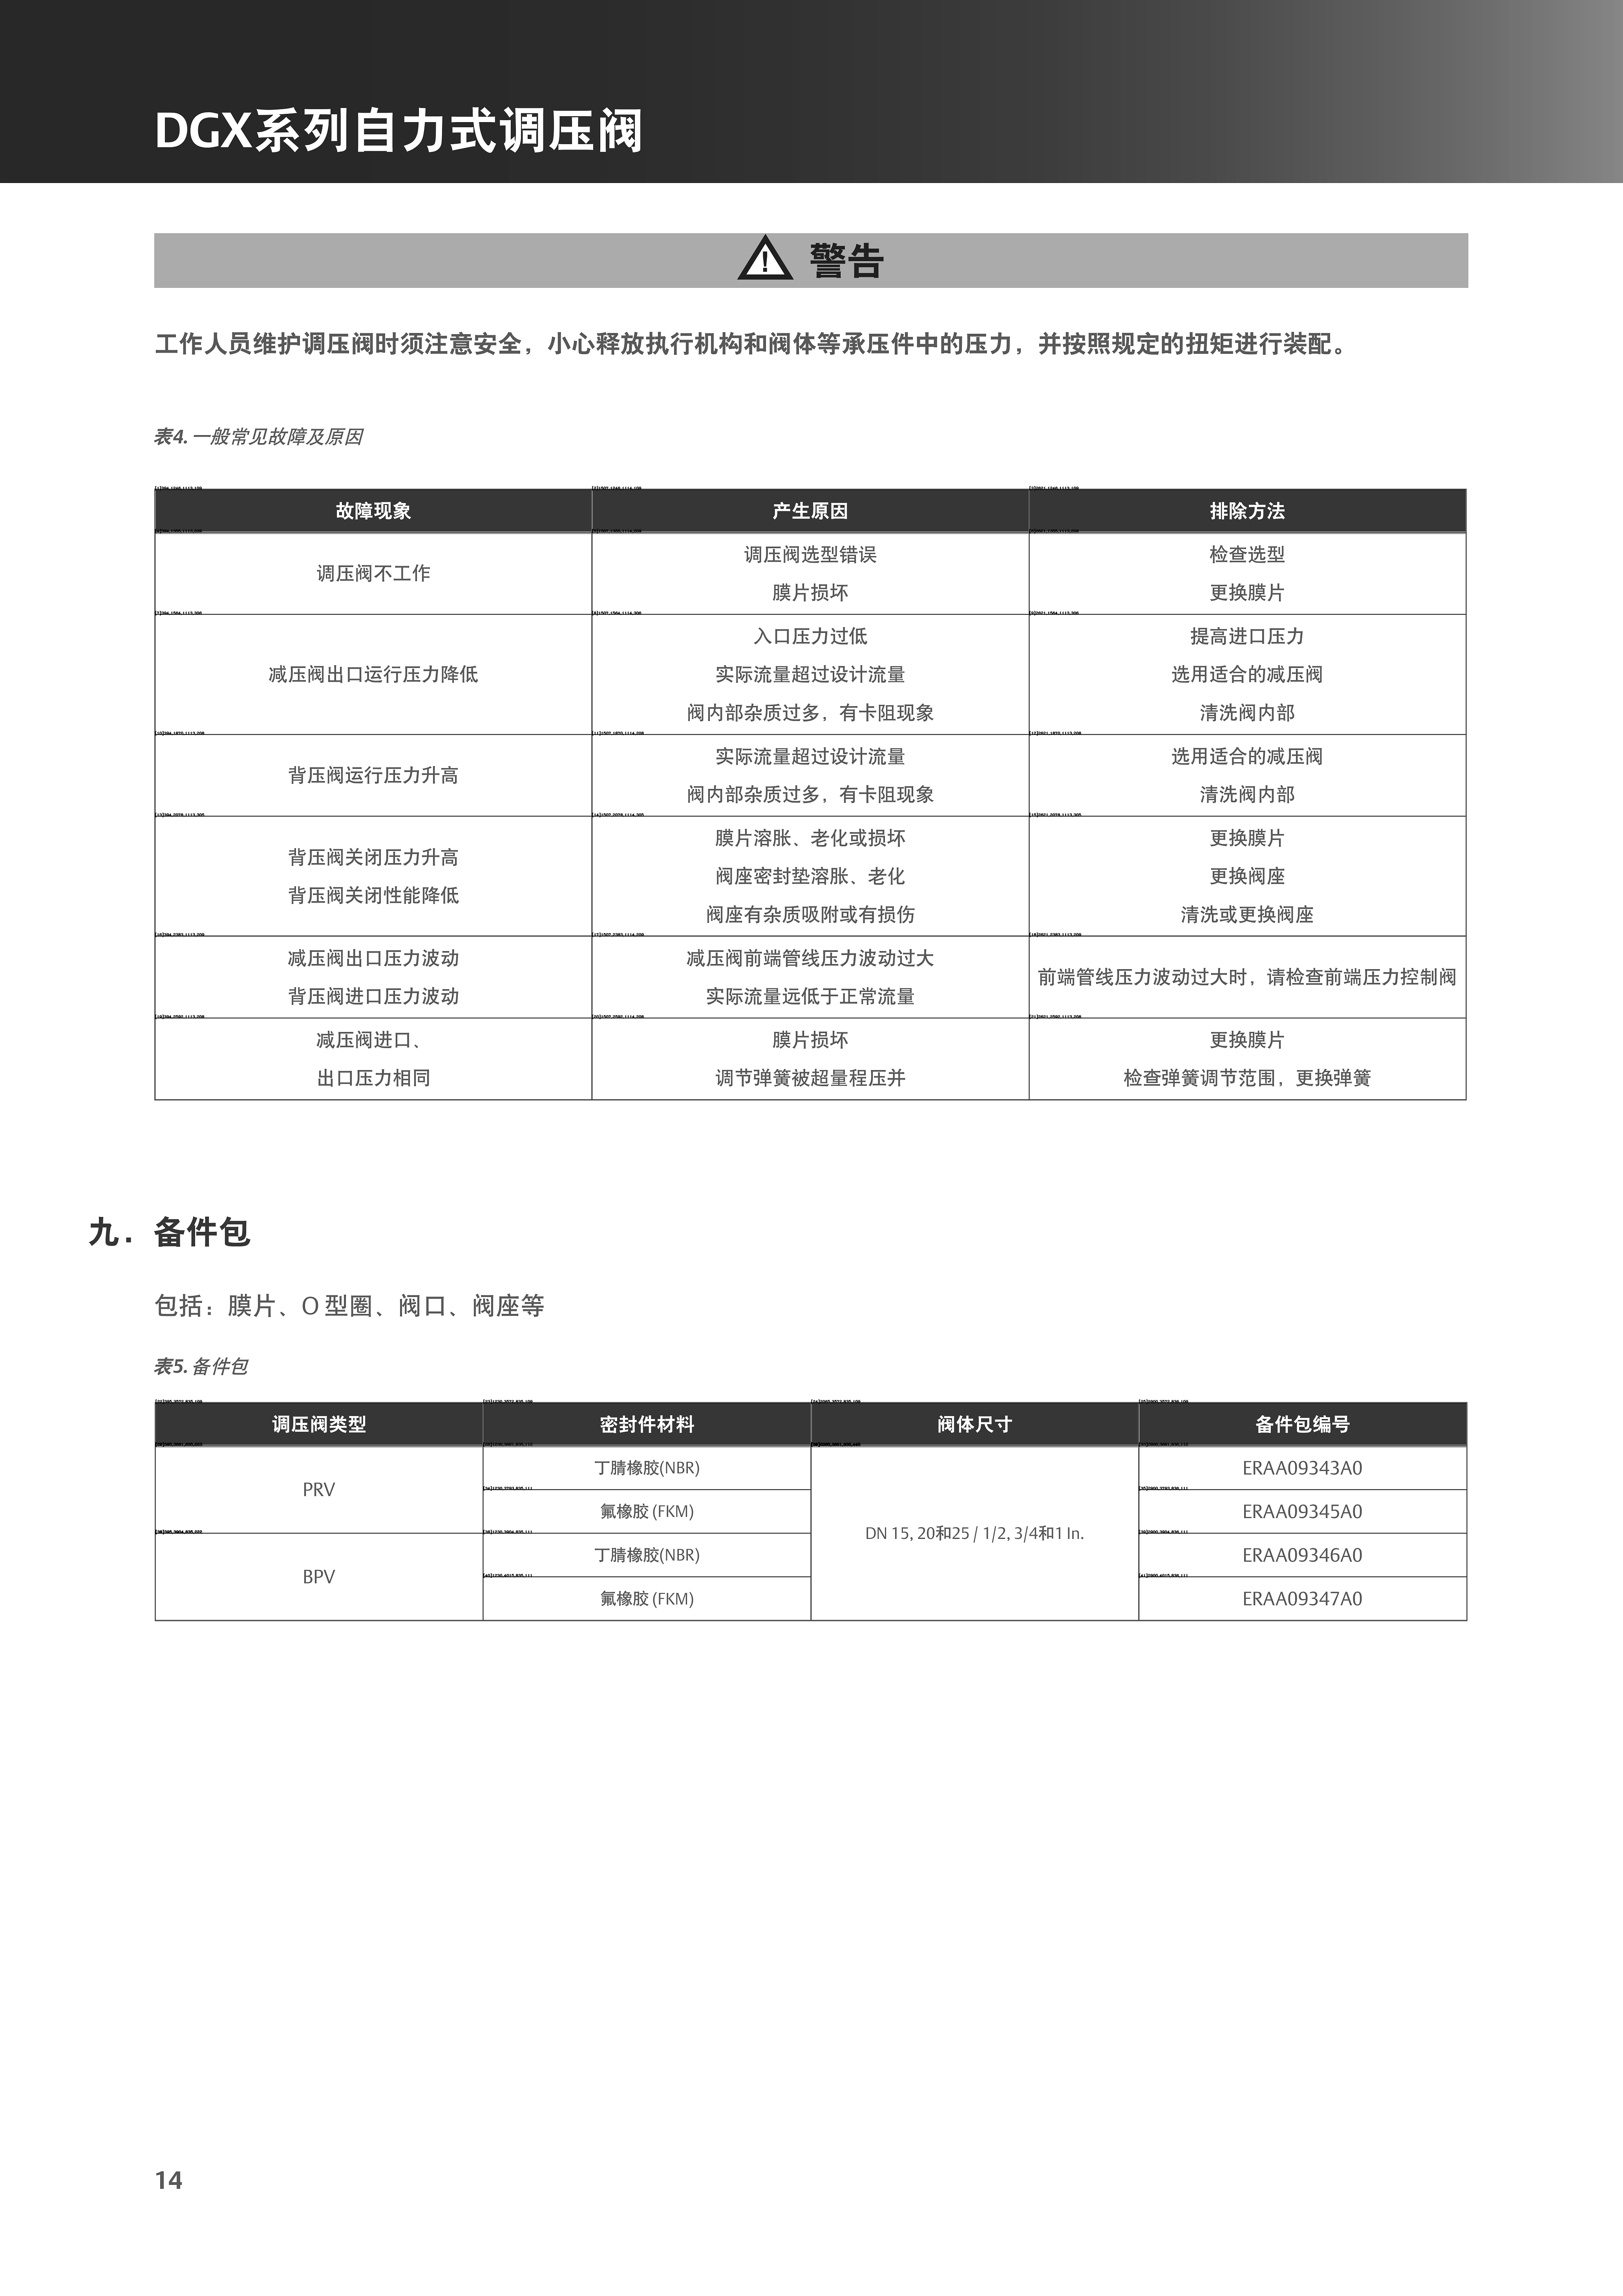 DGX系列自力式调压阀
警告
工作人员维护调压阀时须注意安全，小心释放执行机构和阀体等承压件中的压力，并按照规定的扭矩进行装配。
表4. 一般常见故障及原因
故障现象 产生原因 排除方法
调压阀不工作
调压阀选型错误
膜片损坏
检查选型
更换膜片
减压阀出口运行压力降低
入口压力过低
实际流量超过设计流量
阀内部杂质过多，有卡阻现象
提高进口压力
选用适合的减压阀
清洗阀内部
背压阀运行压力升高
实际流量超过设计流量
阀内部杂质过多，有卡阻现象
选用适合的减压阀
清洗阀内部
背压阀关闭压力升高
背压阀关闭性能降低
膜片溶胀、老化或损坏
阀座密封垫溶胀、老化
阀座有杂质吸附或有损伤
更换膜片
更换阀座
清洗或更换阀座
减压阀出口压力波动
背压阀进口压力波动
减压阀前端管线压力波动过大
实际流量远低于正常流量
前端管线压力波动过大时，请检查前端压力控制阀
减压阀进口、
出口压力相同
膜片损坏
调节弹簧被超量程压并
更换膜片
检查弹簧调节范围，更换弹簧
九. 备件包
包括：膜片、O 型圈、阀口、阀座等
表5. 备件包
调压阀类型 密封件材料 阀体尺寸 备件包编号
PRV
丁腈橡胶(NBR)
DN 15, 20和25 / 1/2, 3/4和1 In.
ERAA09343A0
氟橡胶 (FKM)
ERAA09345A0
BPV
丁腈橡胶(NBR)
ERAA09346A0
氟橡胶 (FKM)
ERAA09347A0
14